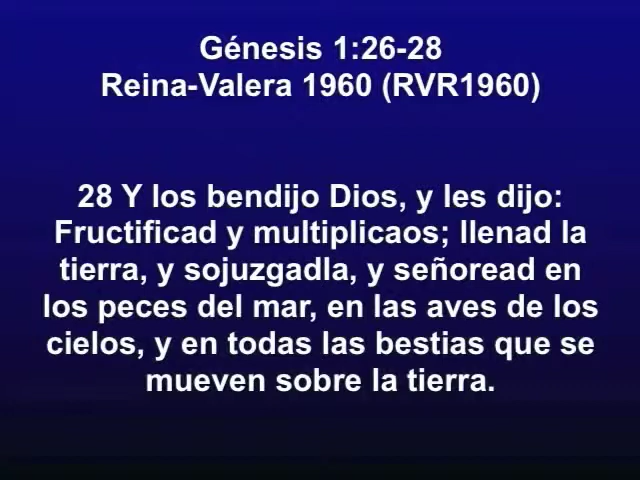 Génesis 1:26-28
Reina-Valera 1960 (RVR1960)
28 Y los bendijo Dios, y les dijo:
Fructificad y multiplicaos; llenad la
tierra, y sojuzgadla, y señoread en
los peces del mar, en las aves de los
cielos, y en todas las bestias que se
mueven sobre la tierra.